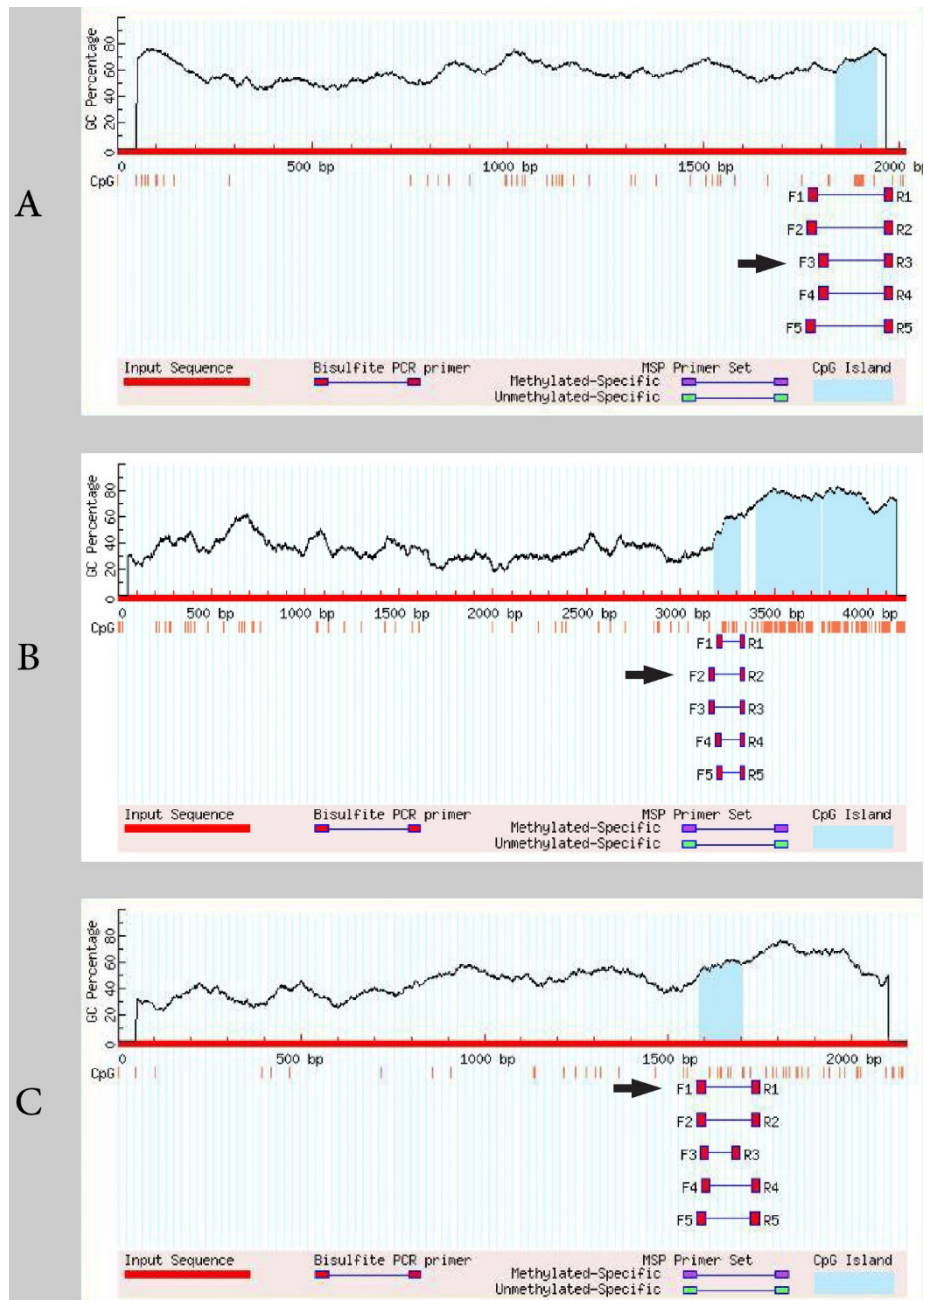 A
GC Percentage
80
60
40
20
0
0 500 bp 1000 bp 1500 bp 2000 b
CpG
F1 R1
F2 R2
F3 R3
F4 R4
F5 R5
Input Sequence Bisulfite PCR primer MSP Primer Set CpG Island
Methylated-Specific
Unmethylated-Specific
B
GC Percentage
80
60
40
20
0
0 500 bp 1000 bp 1500 bp 2000 bp 2500 bp 3000 bp 3500 bp 4000 bp
CpG
F1 R1
F2 R2
F3 R3
F4 R4
F5 R5
Input Sequence Bisulfite PCR primer MSP Primer Set CpG Island
Methylated-Specific
Unmethylated-Specific
C
GC Percentage
80
60
40
20
0
0 500 bp 1000 bp 1500 bp 2000 bp
CpG
F1 R1
F2 R2
F3 R3
F4 R4
F5 R5
Input Sequence Bisulfite PCR primer MSP Primer Set CpG Island
Methylated-Specific
Unmethylated-Specific